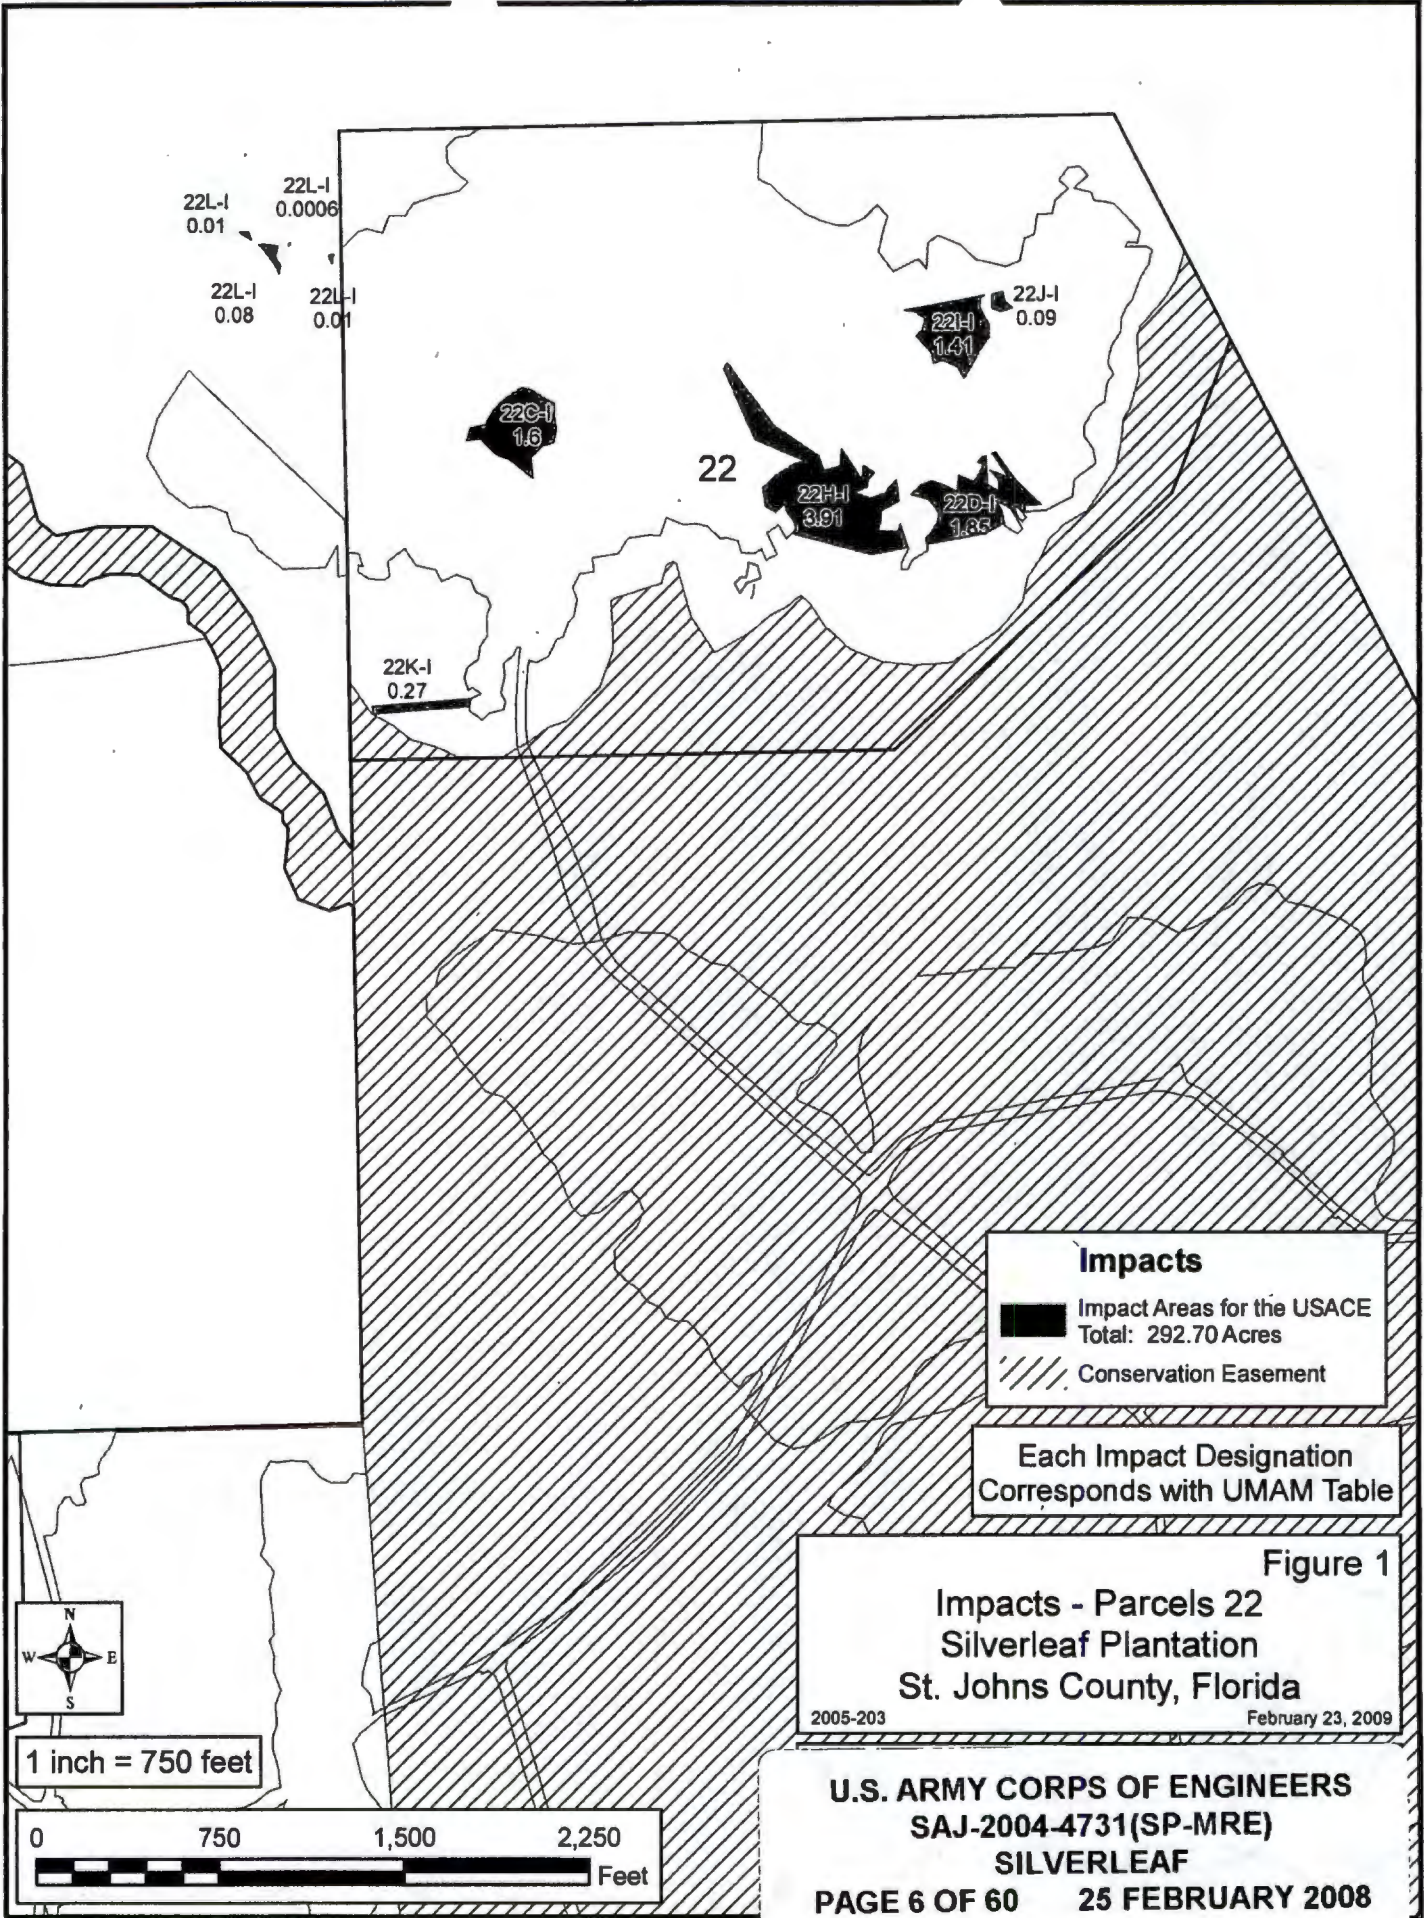 22L-I
0.0006
22L-I
0.01
22L-I
0.08
22L-I
0.01
22J-I
0.09
22I-I
1.41
22C-I
1.6
22
22H-I
3.91
22D-I
1.85
22K-I
0.27
Impacts
Impact Areas for the USACE
Total: 292.70 Acres
Conservation Easement
Each Impact Designation
Corresponds with UMAM Table
Figure 1
Impacts - Parcels 22
Silverleaf Plantation
St. Johns County, Florida
2005-203 February 23, 2009
N
W E
S
1 inch = 750 feet
0 750 1,500 2,250
Feet
U.S. ARMY CORPS OF ENGINEERS
SAJ-2004-4731(SP-MRE)
SILVERLEAF
PAGE 6 OF 60 25 FEBRUARY 2008